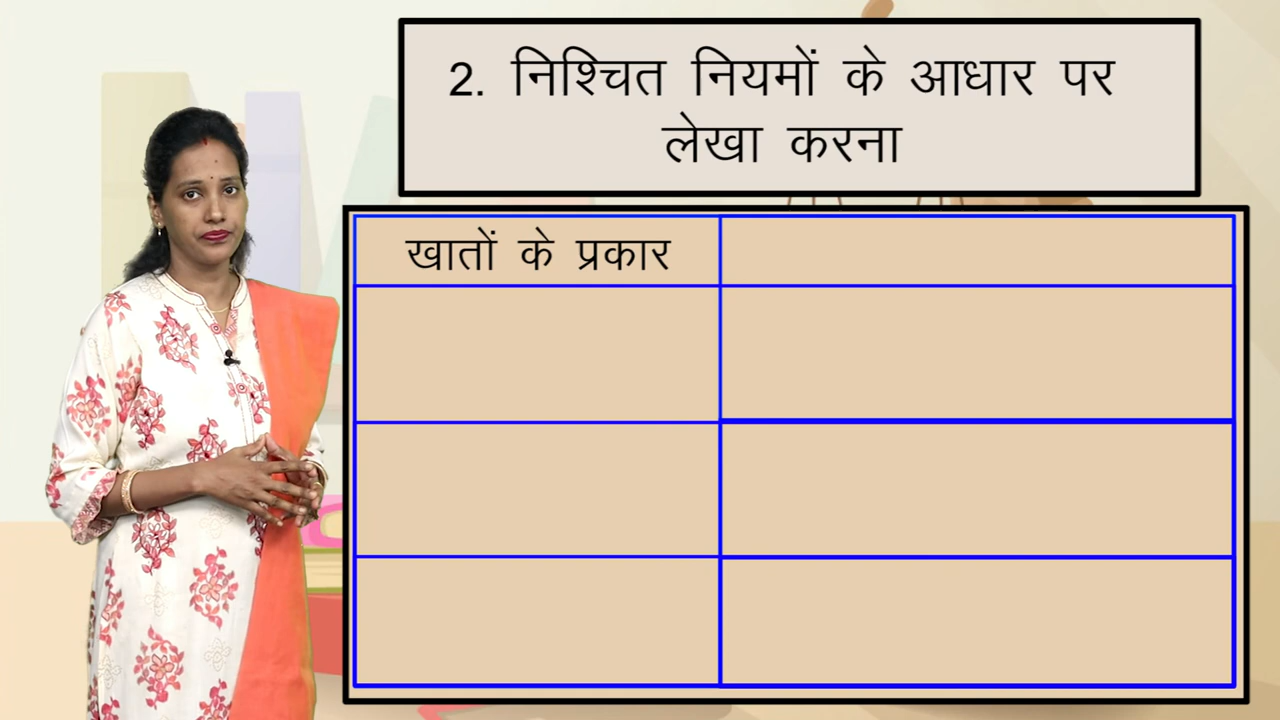 2. निश्चित नियमों के आधार पर
लेखा करना
खातों के प्रकार